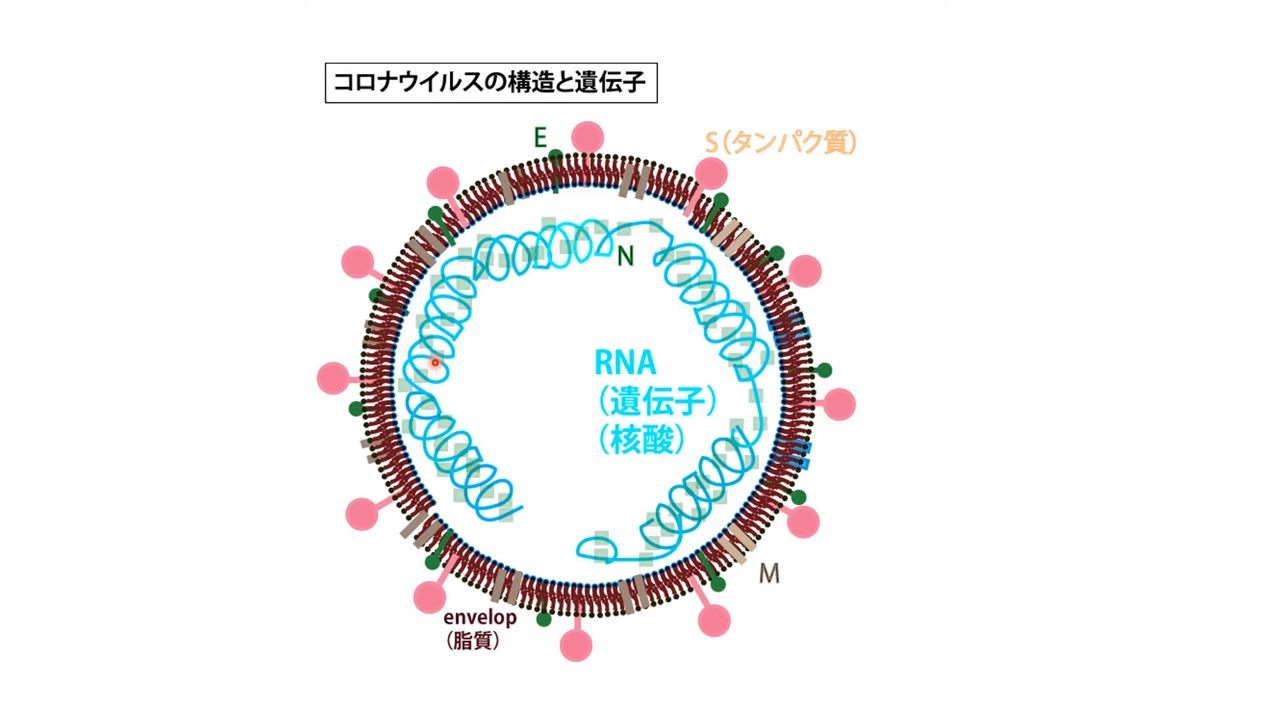 コロナウイルスの構造と遺伝子
E
S(タンパク質)
N
RNA
(遺伝子)
(核酸)
M
envelop
(脂質)